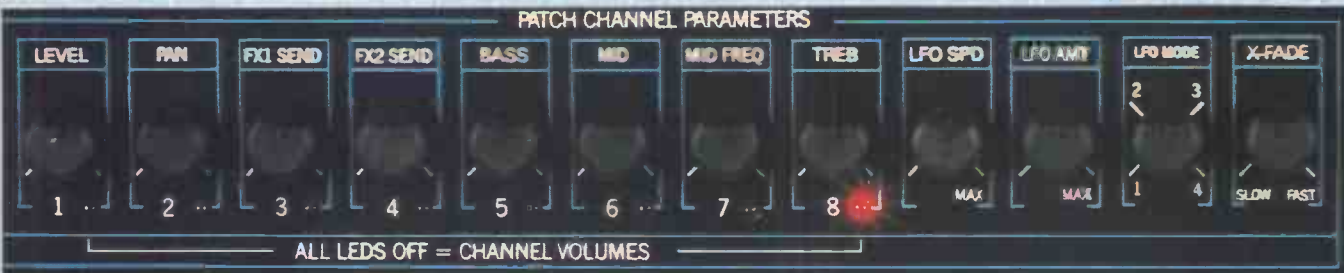 PATCH CHANNEL PARAMETERS
LEVEL PAN FX1 SEND FX2 SEND BASS MID MID FREQ TREB LFO SPD LFO AMT LFO MODE X-FADE
2 3
MAX MAX 1 4 SLOW FAST
1 2 3 4 5 6 7 8
ALL LEDS OFF = CHANNEL VOLUMES